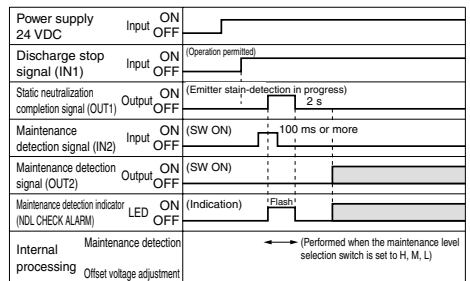 Power supply
24 VDC
Input
ON
OFF
Discharge stop
signal (IN1)
Input
ON
OFF
(Operation permitted)
Static neutralization
completion signal (OUT1)
Output
ON
OFF
(Emitter stain-detection in progress)
2 s
Maintenance
detection signal (IN2)
Input
ON
OFF
(SW ON)
100 ms or more
Maintenance detection
signal (OUT2)
Output
ON
OFF
(SW ON)
Maintenance detection indicator
(NDL CHECK ALARM)
LED
ON
OFF
(Indication)
Flash
Internal
processing
Maintenance detection
Offset voltage adjustment
(Performed when the maintenance level
selection switch is set to H, M, L)